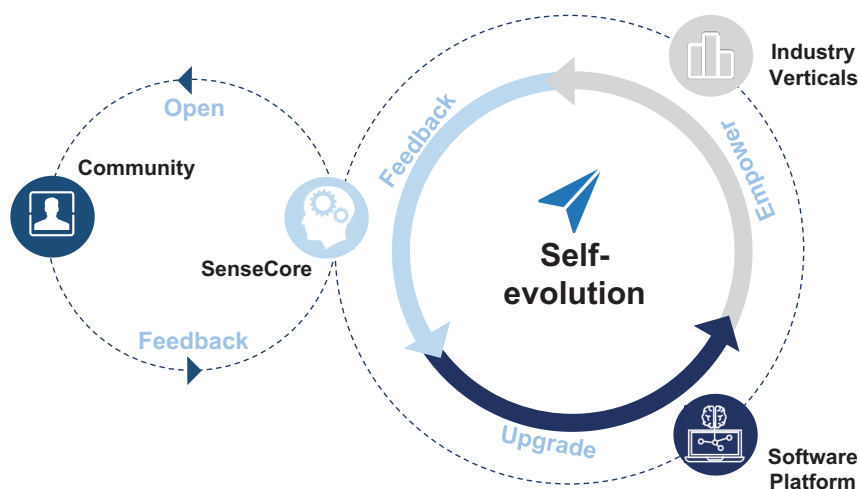 Industry
Verticals
Open
Feedback
Community
Empower
SenseCore
Self-
evolution
Feedback
Upgrade
Software
Platform